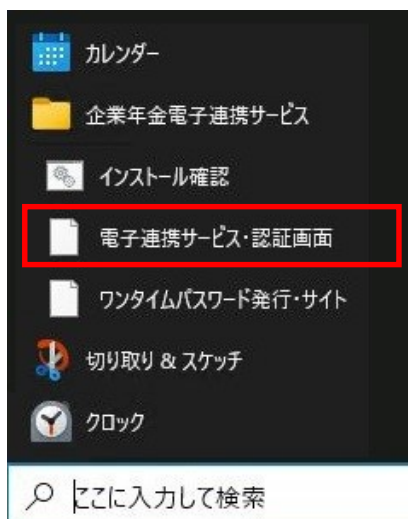 カレンダー
企業年金電子連携サービス
インストール確認
電子連携サービス・認証画面
ワンタイムパスワード発行・サイト
切り取り & スケッチ
クロック
ここに入力して検索